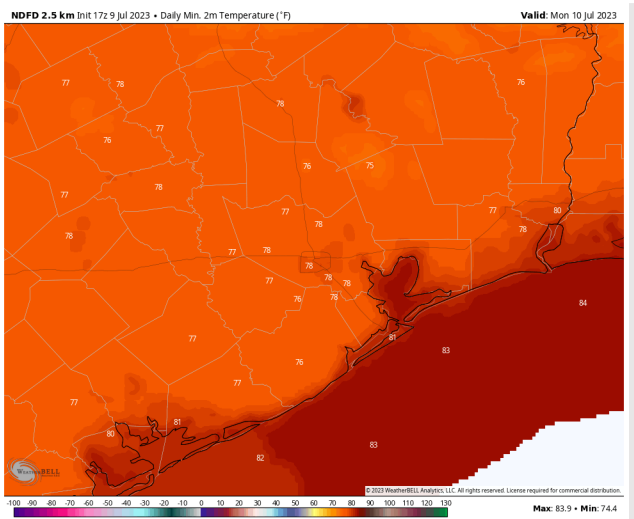 NDFD 2.5 km Init 17z 9 Jul 2023 • Daily Min. 2m Temperature (°F)
Valid: Mon 10 Jul 2023
77 78 76
78
77
76
76 75
77 78
77 77 80
78 78
78
77 78
78
77 78 78
76 78
84
77 81
83
76
77
77
81
80
83
82
WeatherBELL
© 2023 WeatherBELL Analytics, LLC. All rights reserved. License required for commercial distribution.
-100 -90 -80 -70 -60 -50 -40 -30 -20 -10 0 10 20 30 40 50 60 70 80 90 100 110 120 130
Max: 83.9 • Min: 74.4